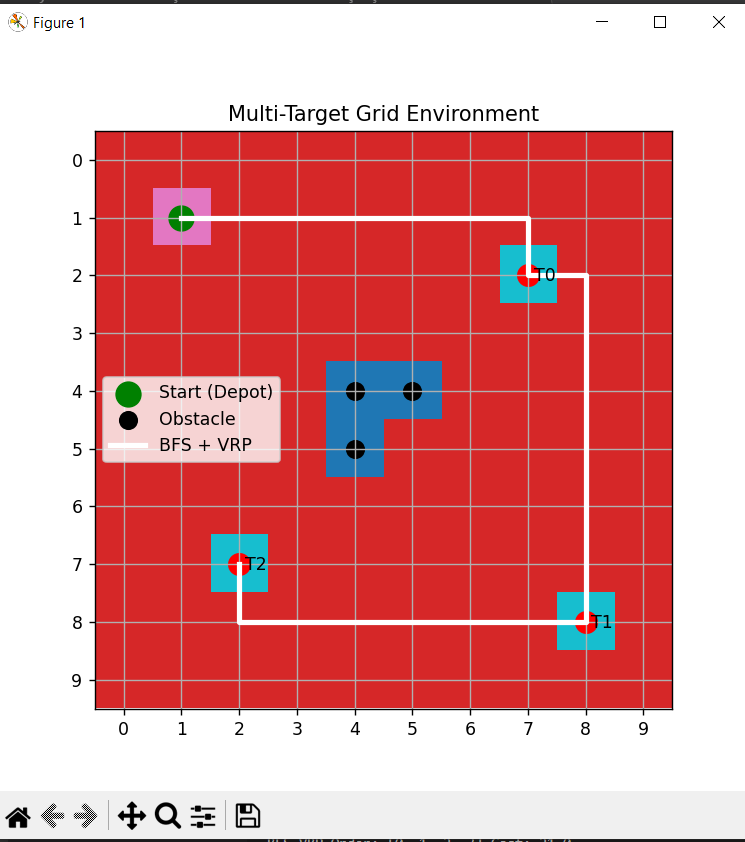 Figure 1
Multi-Target Grid Environment
0
1
T0
2
3
4
Start (Depot)
Obstacle
5
BFS + VRP
6
7
T2
8
T1
9
0 1 2 3 4 5 6 7 8 9